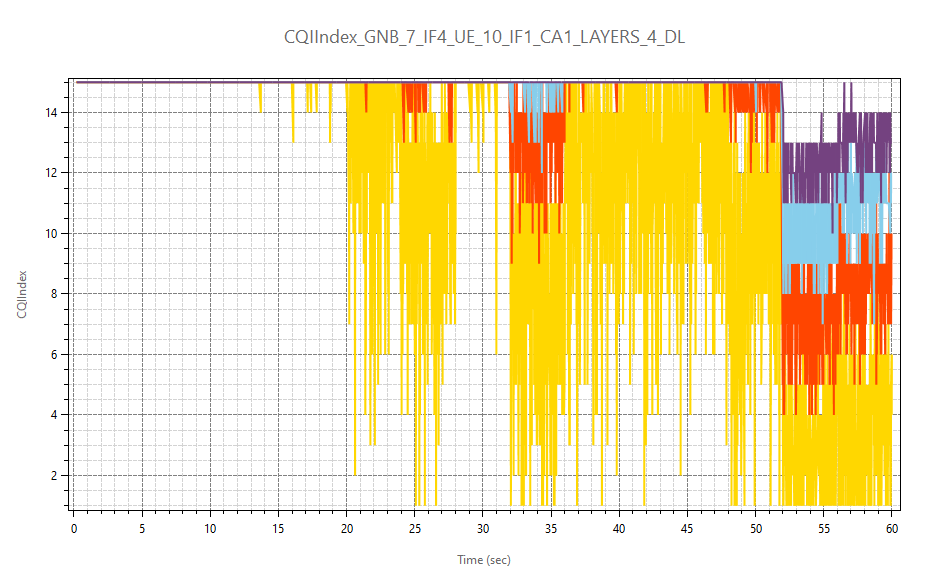 CQIIndex_GNB_7_IF4_UE_10_IF1_CA1_LAYERS_4_DL
14
12
10
8
6
4
2
CQIIndex
0 5 10 15 20 25 30 35 40 45 50 55 60
Time (sec)